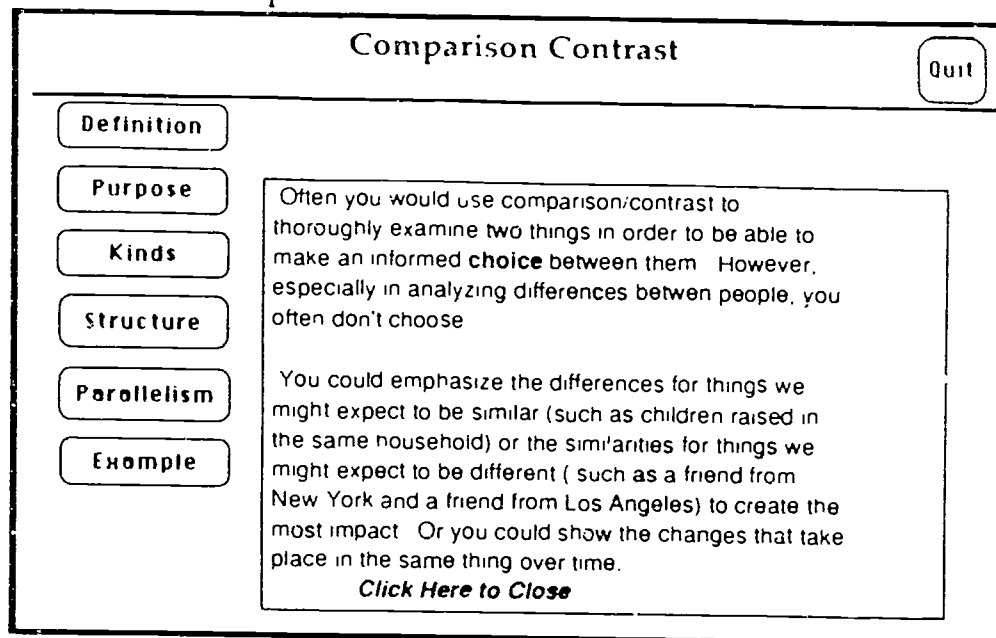 Comparison Contrast
Quit
Definition
Purpose
Kinds
Structure
Parallelism
Example
Often you would use comparison/contrast to
thoroughly examine two things in order to be able to
make an informed choice between them However,
especially in analyzing differences betwen people, you
often don't choose
You could emphasize the differences for things we
might expect to be similar (such as children raised in
the same household) or the similarities for things we
might expect to be different ( such as a friend from
New York and a friend from Los Angeles) to create the
most impact Or you could show the changes that take
place in the same thing over time.
Click Here to Close